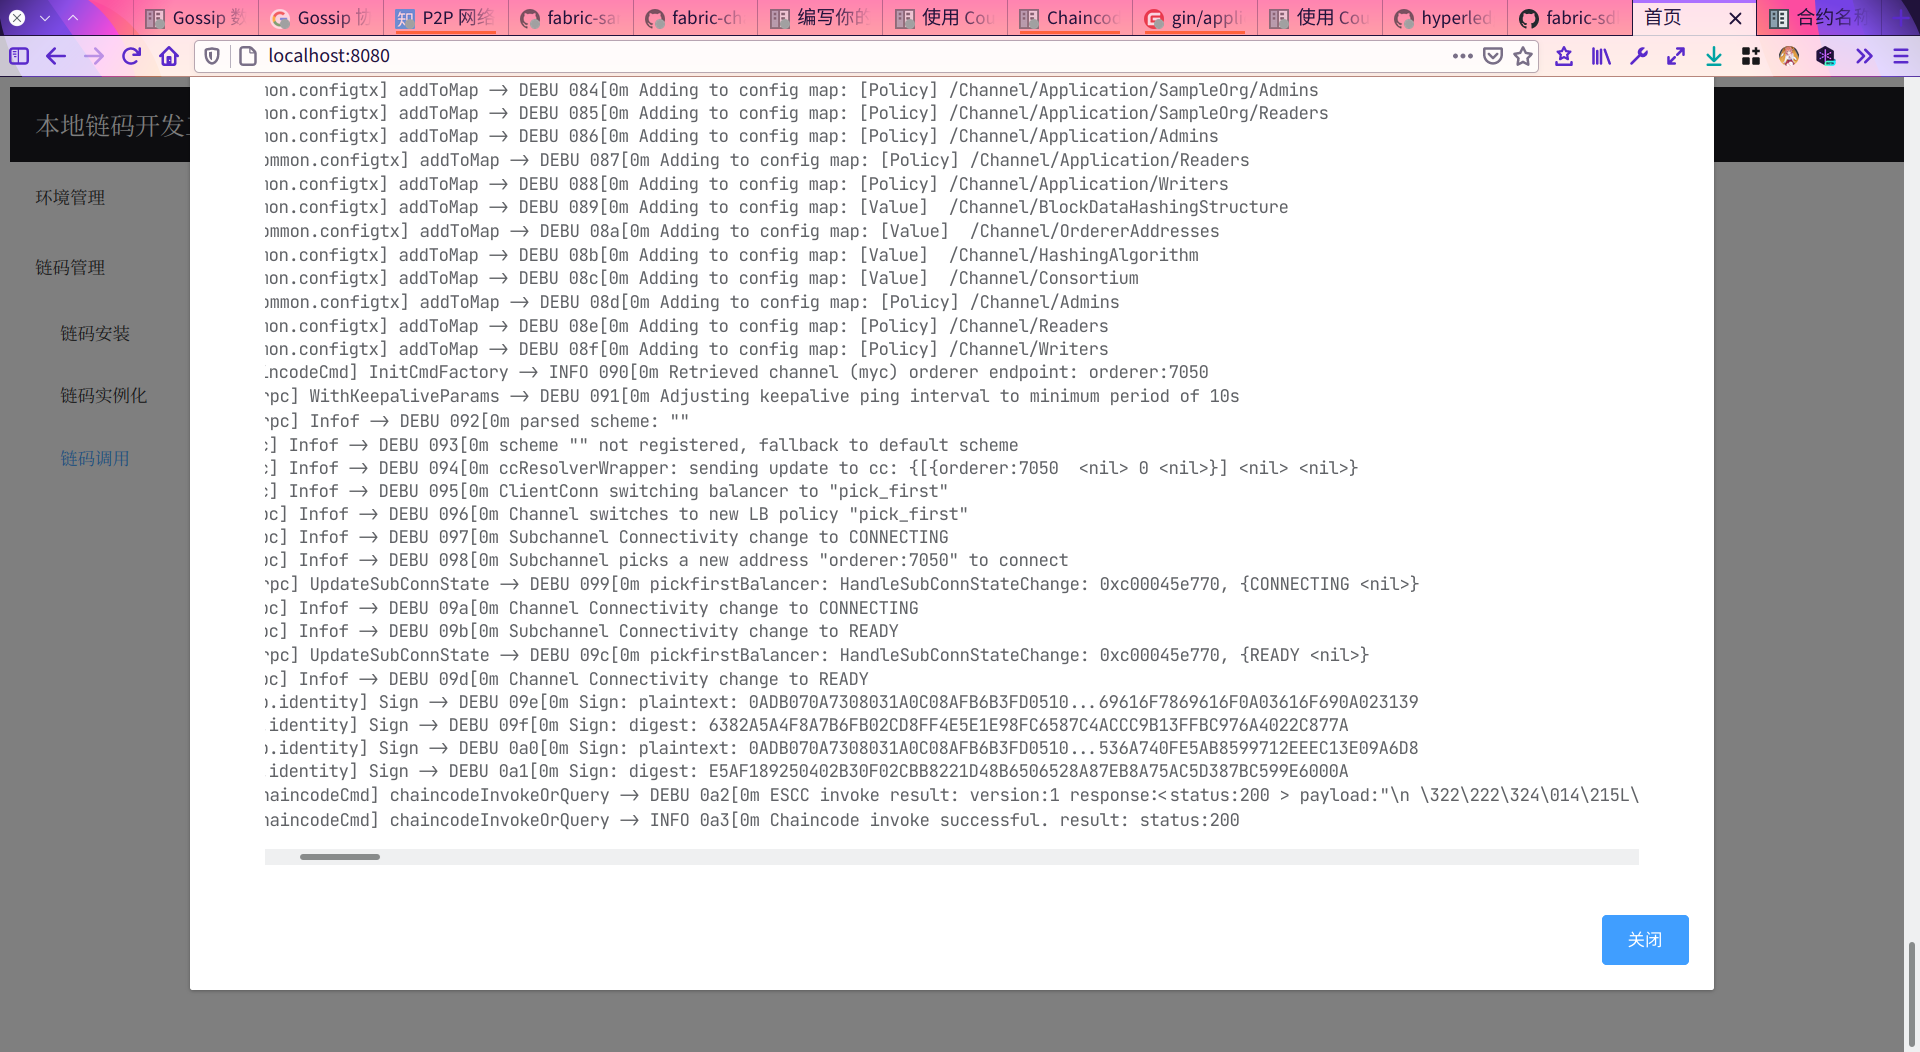 Gossip 数
Gossip 协
P2P 网络
fabric-sa
fabric-ch
编写你的
使用 Cou
Chaincod
gin/appli
使用 Cou
hyperled
fabric-sd
首页
合约名称
localhost:8080
本地链码开发
环境管理
链码管理
链码安装
链码实例化
链码调用
mon.configtx] addToMap -> DEBU 084[0m Adding to config map: [Policy] /Channel/Application/SampleOrg/Admins
mon.configtx] addToMap -> DEBU 085[0m Adding to config map: [Policy] /Channel/Application/SampleOrg/Readers
mon.configtx] addToMap -> DEBU 086[0m Adding to config map: [Policy] /Channel/Application/Admins
ommon.configtx] addToMap -> DEBU 087[0m Adding to config map: [Policy] /Channel/Application/Readers
mon.configtx] addToMap -> DEBU 088[0m Adding to config map: [Policy] /Channel/Application/Writers
mon.configtx] addToMap -> DEBU 089[0m Adding to config map: [Value]  /Channel/BlockDataHashingStructure
ommon.configtx] addToMap -> DEBU 08a[0m Adding to config map: [Value]  /Channel/OrdererAddresses
mon.configtx] addToMap -> DEBU 08b[0m Adding to config map: [Value]  /Channel/HashingAlgorithm
mon.configtx] addToMap -> DEBU 08c[0m Adding to config map: [Value]  /Channel/Consortium
ommon.configtx] addToMap -> DEBU 08d[0m Adding to config map: [Policy] /Channel/Admins
mon.configtx] addToMap -> DEBU 08e[0m Adding to config map: [Policy] /Channel/Readers
mon.configtx] addToMap -> DEBU 08f[0m Adding to config map: [Policy] /Channel/Writers
incodeCmd] InitCmdFactory -> INFO 090[0m Retrieved channel (myc) orderer endpoint: orderer:7050
rpc] WithKeepaliveParams -> DEBU 091[0m Adjusting keepalive ping interval to minimum period of 10s
rpc] Infof -> DEBU 092[0m parsed scheme: ""
c] Infof -> DEBU 093[0m scheme "" not registered, fallback to default scheme
c] Infof -> DEBU 094[0m ccResolverWrapper: sending update to cc: {[{orderer:7050  <nil> 0 <nil>}] <nil> <nil>}
c] Infof -> DEBU 095[0m ClientConn switching balancer to "pick_first"
pc] Infof -> DEBU 096[0m Channel switches to new LB policy "pick_first"
pc] Infof -> DEBU 097[0m Subchannel Connectivity change to CONNECTING
pc] Infof -> DEBU 098[0m Subchannel picks a new address "orderer:7050" to connect
rpc] UpdateSubConnState -> DEBU 099[0m pickfirstBalancer: HandleSubConnStateChange: 0xc00045e770, {CONNECTING <nil>}
pc] Infof -> DEBU 09a[0m Channel Connectivity change to CONNECTING
pc] Infof -> DEBU 09b[0m Subchannel Connectivity change to READY
rpc] UpdateSubConnState -> DEBU 09c[0m pickfirstBalancer: HandleSubConnStateChange: 0xc00045e770, {READY <nil>}
pc] Infof -> DEBU 09d[0m Channel Connectivity change to READY
p.identity] Sign -> DEBU 09e[0m Sign: plaintext: 0ADB070A7308031A0C08AFB6B3FD0510...69616F7869616F0A03616F690A023139
.identity] Sign -> DEBU 09f[0m Sign: digest: 6382A5A4F8A7B6FB02CD8FF4E5E1E98FC6587C4ACCC9B13FFBC976A4022C877A
p.identity] Sign -> DEBU 0a0[0m Sign: plaintext: 0ADB070A7308031A0C08AFB6B3FD0510...536A740FE5AB8599712EEEC13E09A6D8
.identity] Sign -> DEBU 0a1[0m Sign: digest: E5AF189250402B30F02CBB8221D48B6506528A87EB8A75AC5D387BC599E6000A
haincodeCmd] chaincodeInvokeOrQuery -> DEBU 0a2[0m ESCC invoke result: version:1 response:<status:200 > payload:"\n \322\222\324\014\215L\
haincodeCmd] chaincodeInvokeOrQuery -> INFO 0a3[0m Chaincode invoke successful. result: status:200
关闭